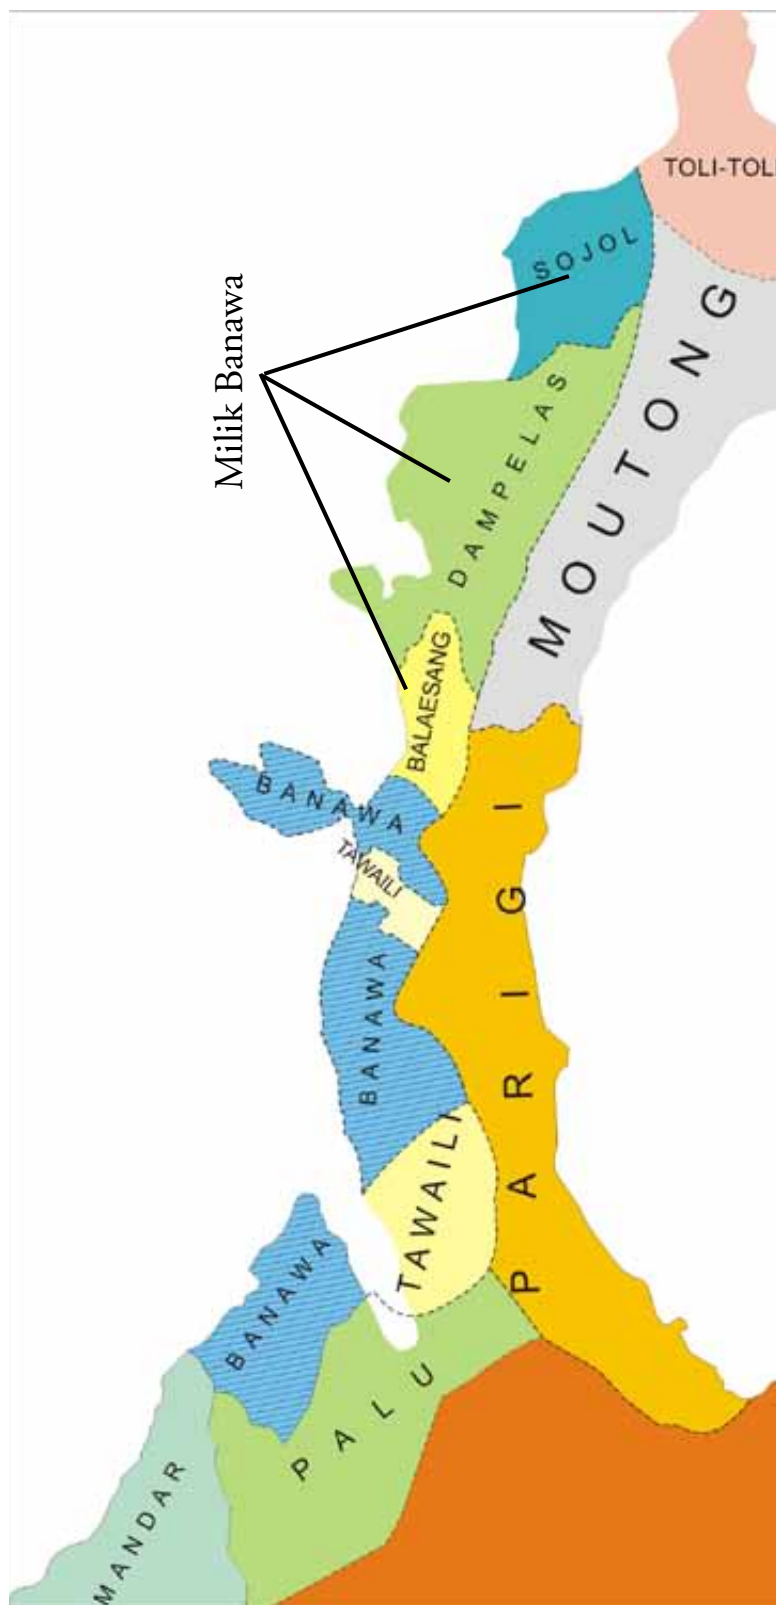 TOLI-TOLI
SOJOL
Milik Banawa
MOUTONG
DAMPELAS
BALAESANG
BANAWA
TAWAILI
PARIGI
BANAWA
TAWAILI
BANAWA
PALU
MANDAR